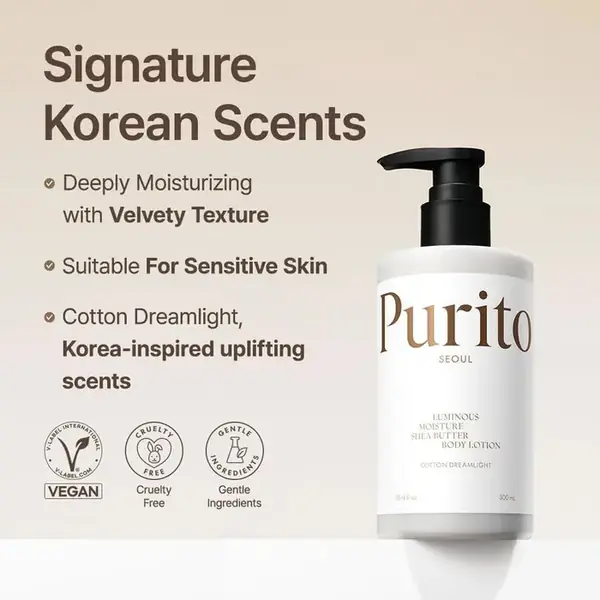 Signature
Korean Scents
Deeply Moisturizing
with Velvety Texture
Suitable For Sensitive Skin
Cotton Dreamlight,
Korea-inspired uplifting
scents
V-LABEL INTERNATIONAL
V-LABEL.COM
VEGAN
CRUELTY
FREE
Cruelty
Free
GENTLE
INGREDIENTS
Gentle
Ingredients
Purito
SEOUL
LUMINOUS
MOISTURE
SHEA BUTTER
BODY LOTION
COTTON DREAMLIGHT
300 mL